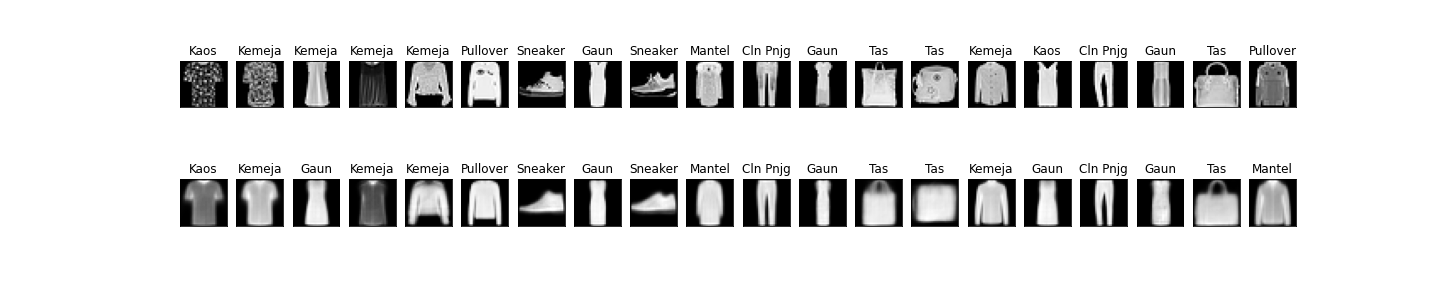 Kaos Kemeja Kemeja Kemeja Kemeja Pullover Sneaker Gaun Sneaker Mantel Cln Pnjg Gaun Tas Tas Kemeja Kaos Cln Pnjg Gaun Tas Pullover
Kaos Kemeja Gaun Kemeja Kemeja Pullover Sneaker Gaun Sneaker Mantel Cln Pnjg Gaun Tas Tas Kemeja Gaun Cln Pnjg Gaun Tas Mantel